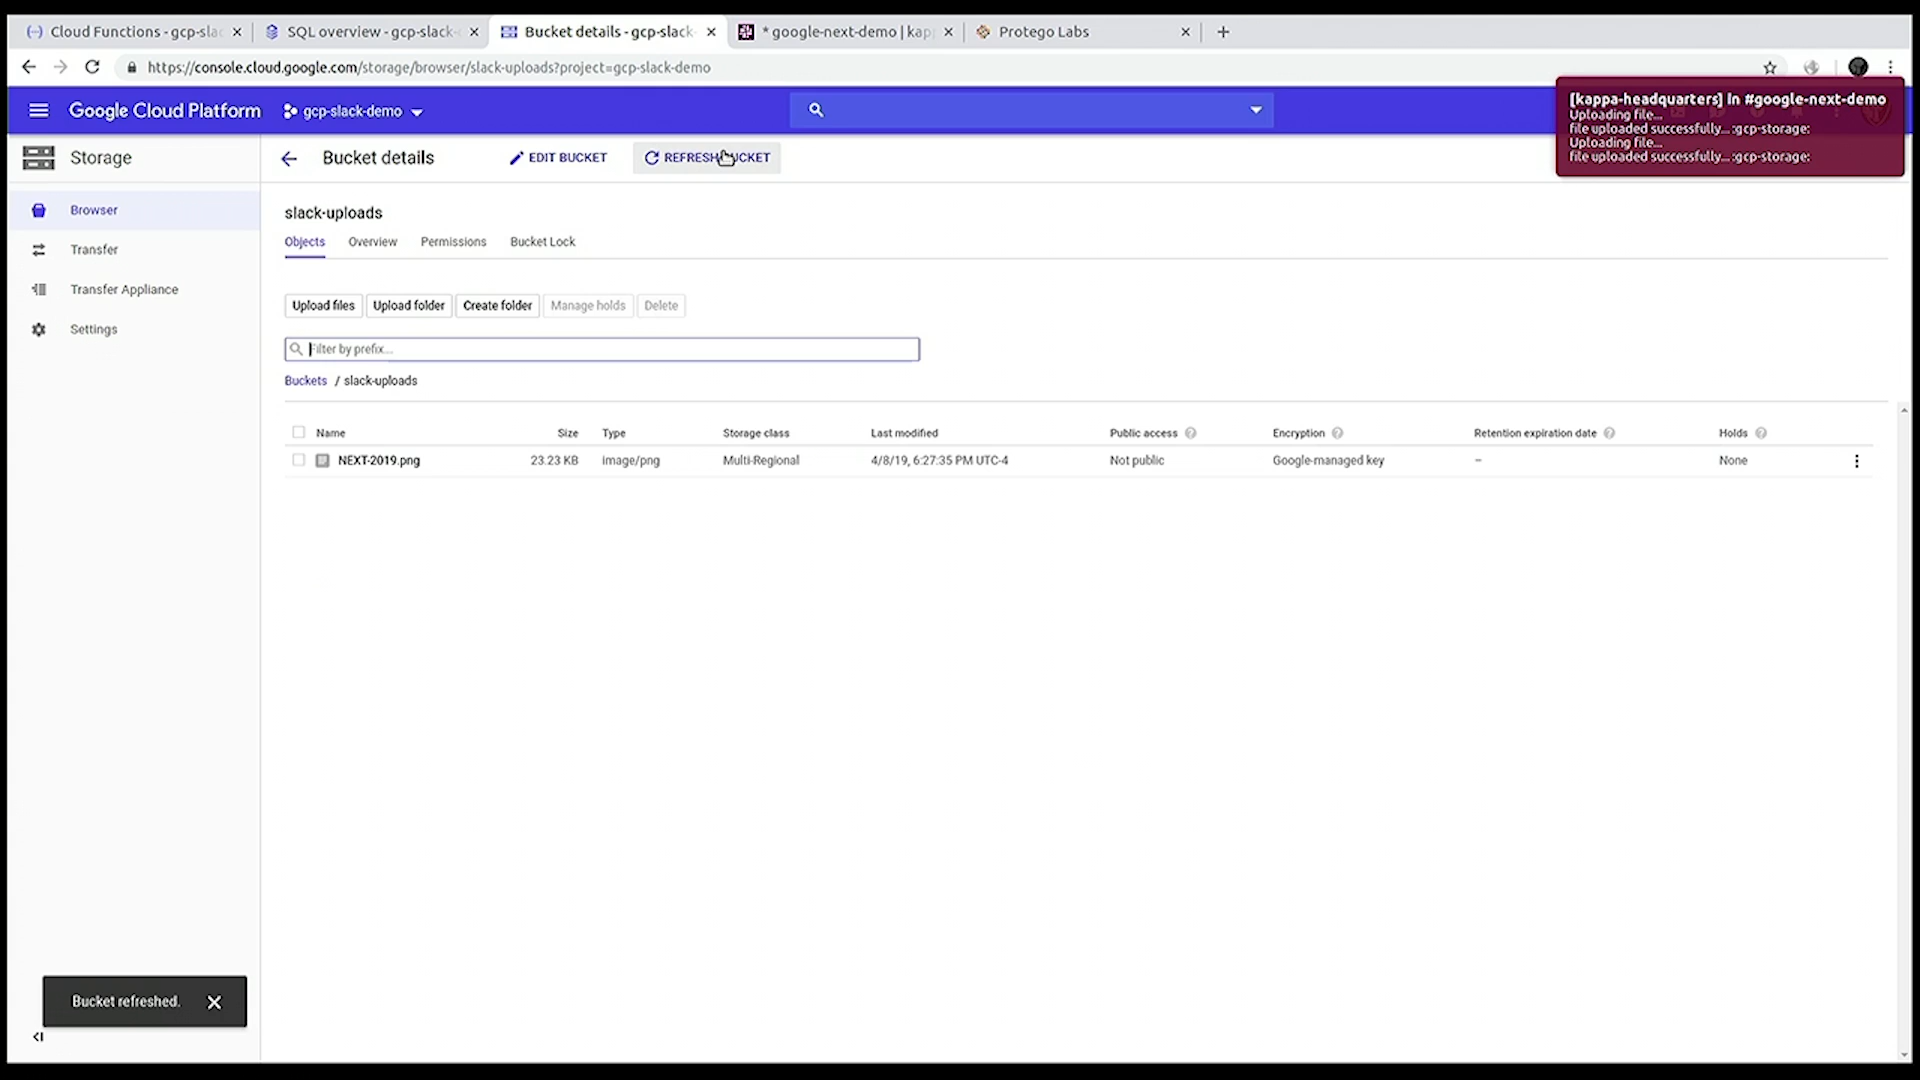 Cloud Functions - gcp-slac
SQL overview - gcp-slack-
Bucket details - gcp-slack-
* google-next-demo | kap
Protego Labs
https://console.cloud.google.com/storage/browser/slack-uploads?project=gcp-slack-demo
Google Cloud Platform
gcp-slack-demo
[kappa-headquarters] in #google-next-demo
Uploading file...
file uploaded successfully... :gcp-storage:
Uploading file...
file uploaded successfully... :gcp-storage:
Storage
Bucket details
EDIT BUCKET
REFRESH BUCKET
Browser
Transfer
Transfer Appliance
Settings
slack-uploads
Objects Overview Permissions Bucket Lock
Upload files Upload folder Create folder Manage holds Delete
Filter by prefix...
Buckets / slack-uploads
Name Size Type Storage class Last modified Public access Encryption Retention expiration date Holds
NEXT-2019.png 23.23 KB image/png Multi-Regional 4/8/19, 6:27:35 PM UTC-4 Not public Google-managed key – None
Bucket refreshed.